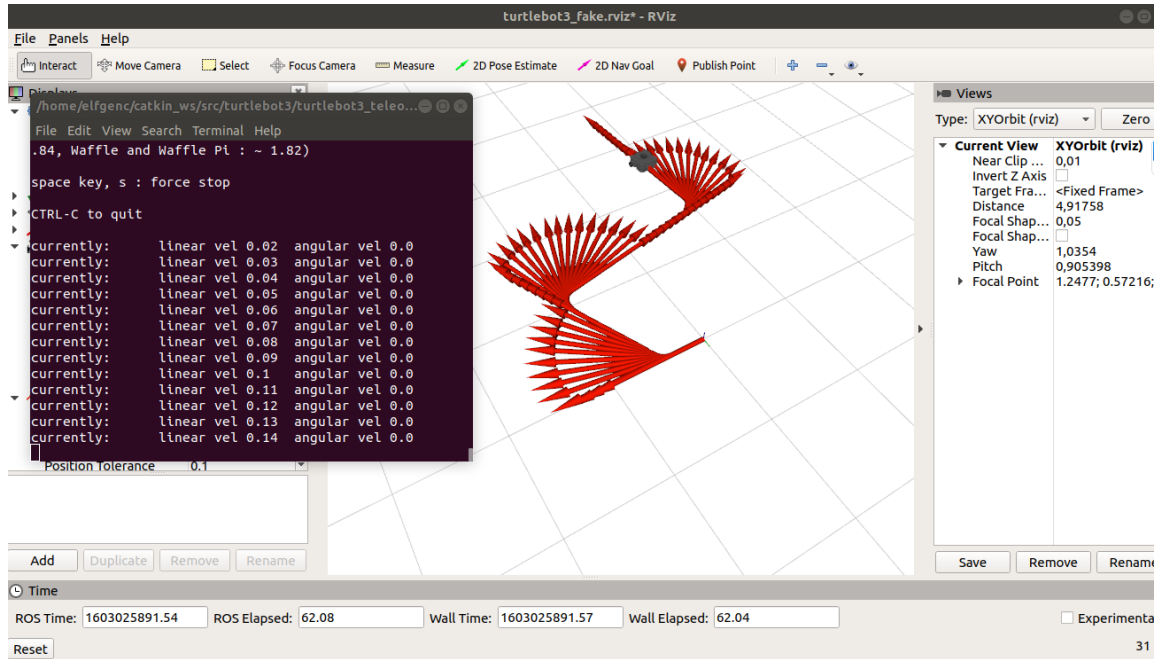 turtlebot3_fake.rviz* - RViz
File Panels Help
Interact Move Camera Select Focus Camera Measure 2D Pose Estimate 2D Nav Goal Publish Point
Displays
/home/elfgenc/catkin_ws/src/turtlebot3/turtlebot3_teleo...
File Edit View Search Terminal Help
.84, Waffle and Waffle Pi : ~ 1.82)
space key, s : force stop
CTRL-C to quit
currently: linear vel 0.02 angular vel 0.0
currently: linear vel 0.03 angular vel 0.0
currently: linear vel 0.04 angular vel 0.0
currently: linear vel 0.05 angular vel 0.0
currently: linear vel 0.06 angular vel 0.0
currently: linear vel 0.07 angular vel 0.0
currently: linear vel 0.08 angular vel 0.0
currently: linear vel 0.09 angular vel 0.0
currently: linear vel 0.1 angular vel 0.0
currently: linear vel 0.11 angular vel 0.0
currently: linear vel 0.12 angular vel 0.0
currently: linear vel 0.13 angular vel 0.0
currently: linear vel 0.14 angular vel 0.0
Position Tolerance 0.1
Add Duplicate Remove Rename
Views
Type: XYOrbit (rviz) Zero
Current View XYOrbit (rviz)
Near Clip ... 0,01
Invert Z Axis
Target Fra... <Fixed Frame>
Distance 4,91758
Focal Shap... 0,05
Focal Shap...
Yaw 1,0354
Pitch 0,905398
Focal Point 1.2477; 0.57216;
Save Remove Rename
Time
ROS Time: 1603025891.54 ROS Elapsed: 62.08 Wall Time: 1603025891.57 Wall Elapsed: 62.04 Experimenta
Reset 31